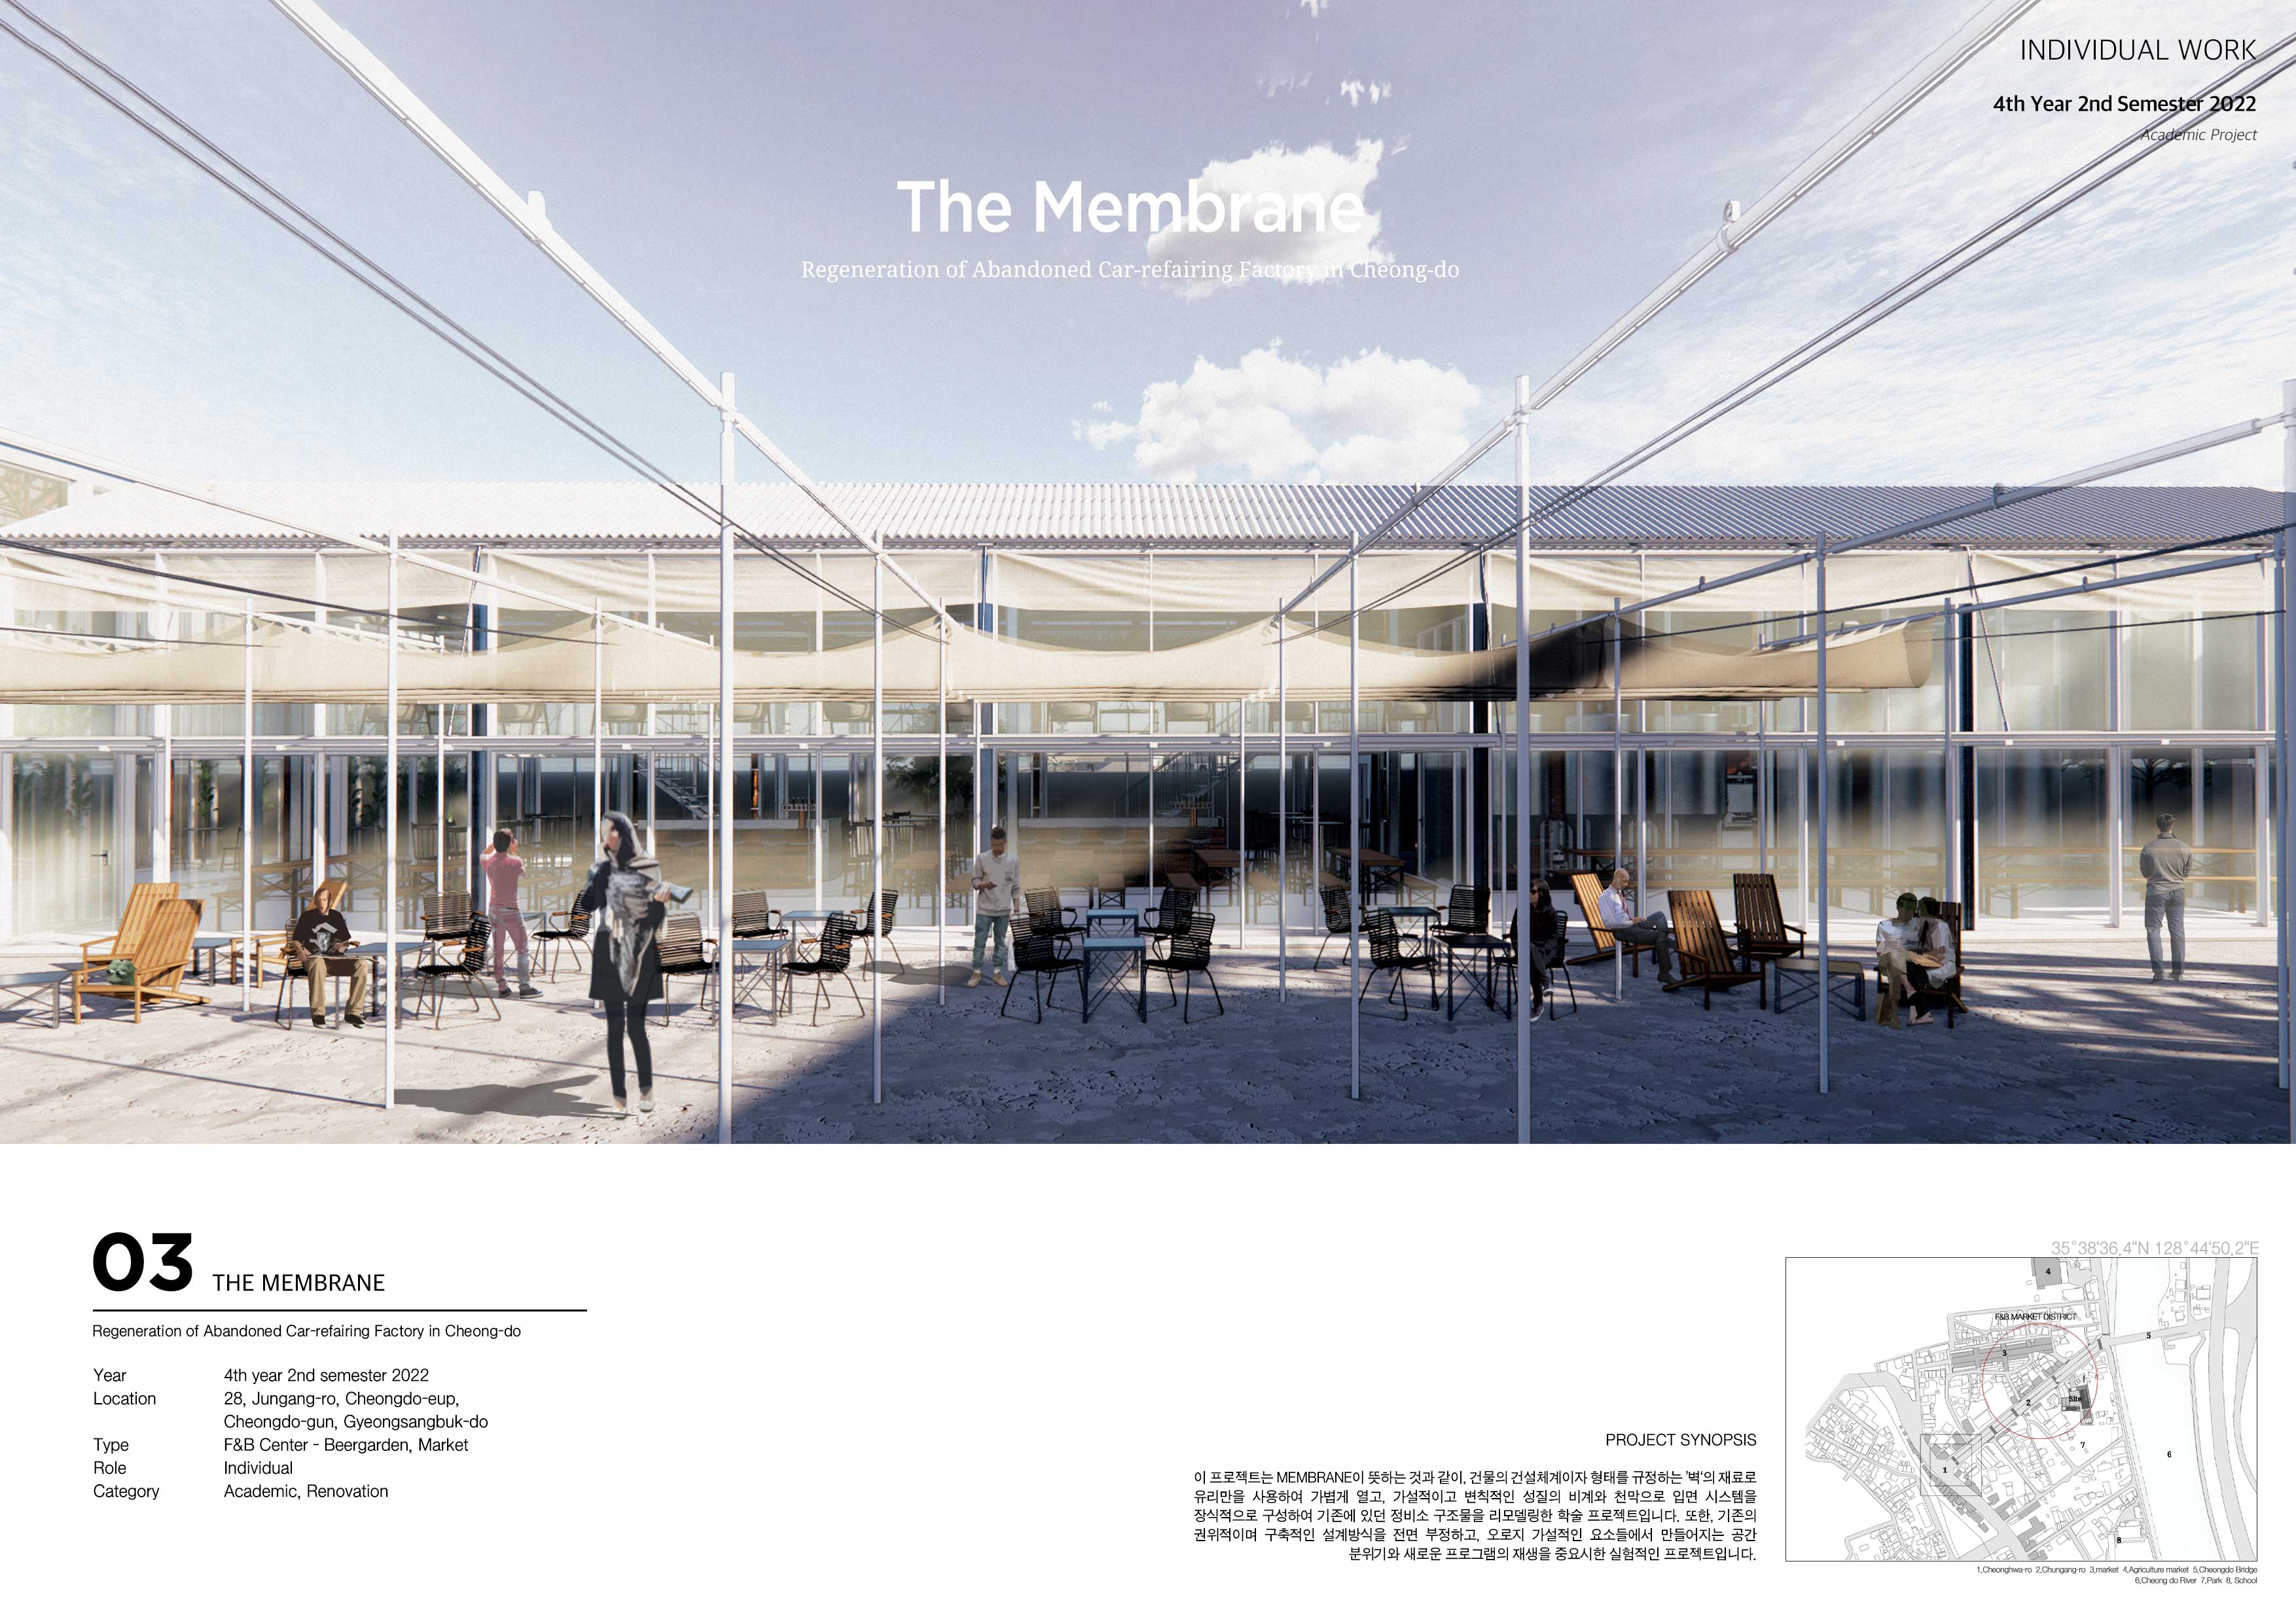 INDIVIDUAL WORK
4th Year 2nd Semester 2022
Academic Project
The Membrane
Regeneration of Abandoned Car-refairing Factory in Cheong-do
03 THE MEMBRANE
Regeneration of Abandoned Car-refairing Factory in Cheong-do
Year 4th year 2nd semester 2022
Location 28, Jungang-ro, Cheongdo-eup,
Cheongdo-gun, Gyeongsangbuk-do
Type F&B Center - Beergarden, Market
Role Individual
Category Academic, Renovation
PROJECT SYNOPSIS
이 프로젝트는 MEMBRANE이 뜻하는 것과 같이, 건물의 건설체계이자 형태를 규정하는 '벽'의 재료로
유리만을 사용하여 가볍게 열고, 가설적이고 변칙적인 성질의 비계와 천막으로 입면 시스템을
장식적으로 구성하여 기존에 있던 정비소 구조물을 리모델링한 학술 프로젝트입니다. 또한, 기존의
권위적이며 구축적인 설계방식을 전면 부정하고, 오로지 가설적인 요소들에서 만들어지는 공간
분위기와 새로운 프로그램의 재생을 중요시한 실험적인 프로젝트입니다.
35°38'36.4"N 128°44'50.2"E
4
F&B MARKET DISTRICT
5
3
Site
2
7
6
1
8
1,Cheonghwa-ro 2,Chungang-ro 3,market 4,Agriculture market 5,Cheongdo Bridge
6,Cheong do River 7,Park 8, School